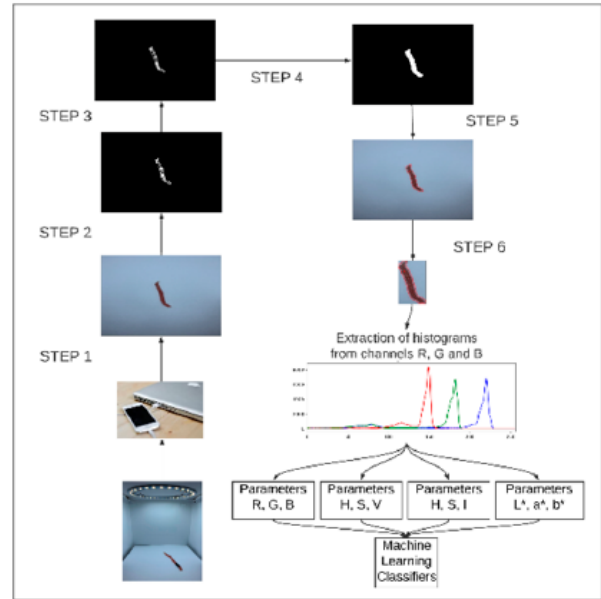 STEP 4
STEP 3
STEP 5
STEP 2
STEP 6
STEP 1
Extraction of histograms
from channels R, G and B
Parameters
R, G, B
Parameters
H, S, V
Parameters
H, S, I
Parameters
L*, a*, b*
Machine
Learning
Classifiers